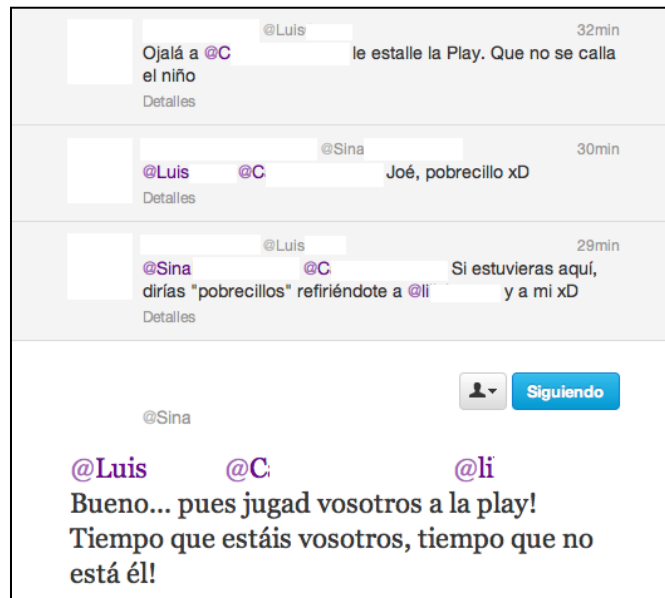 @Luis 32min
Ojalá a @C le estalle la Play. Que no se calla
el niño
Detalles
@Sina 30min
@Luis @C Joé, pobrecillo xD
Detalles
@Luis 29min
@Sina @C Si estuvieras aquí,
dirías "pobrecillos" refiriéndote a @li y a mi xD
Detalles
Siguiendo
@Sina
@Luis @C @li
Bueno... pues jugad vosotros a la play!
Tiempo que estáis vosotros, tiempo que no
está él!